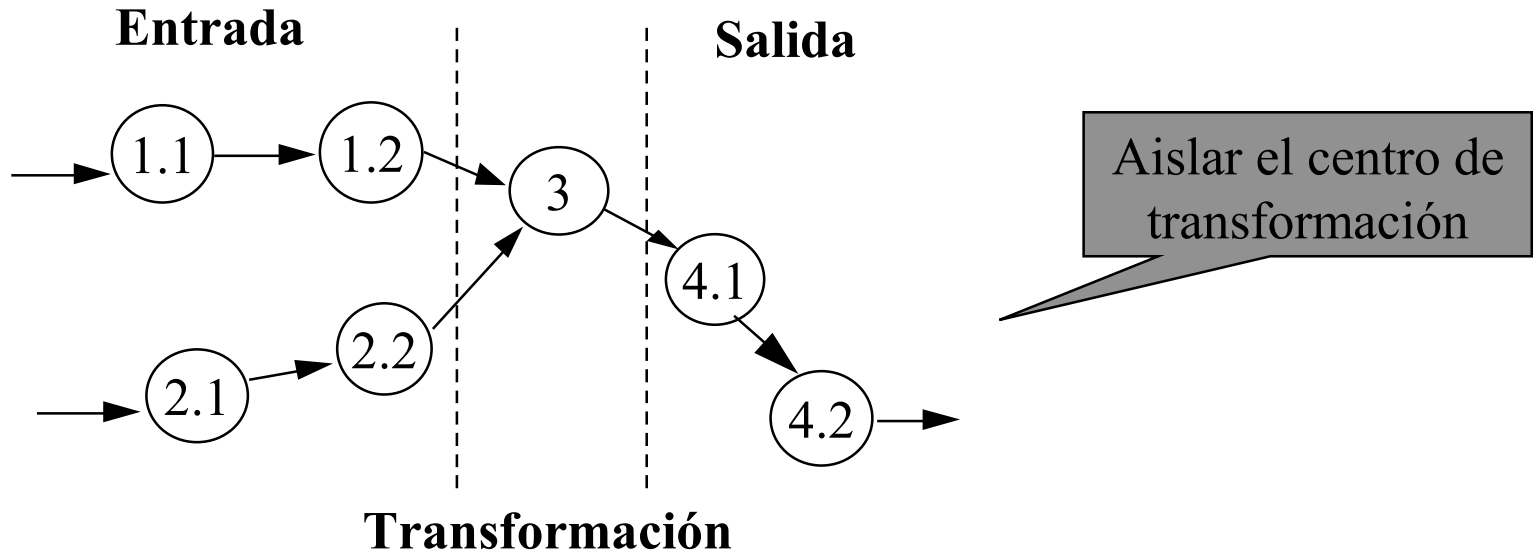 Entrada
Salida
1.1
1.2
3
Aislar el centro de
transformación
4.1
2.2
2.1
4.2
Transformación